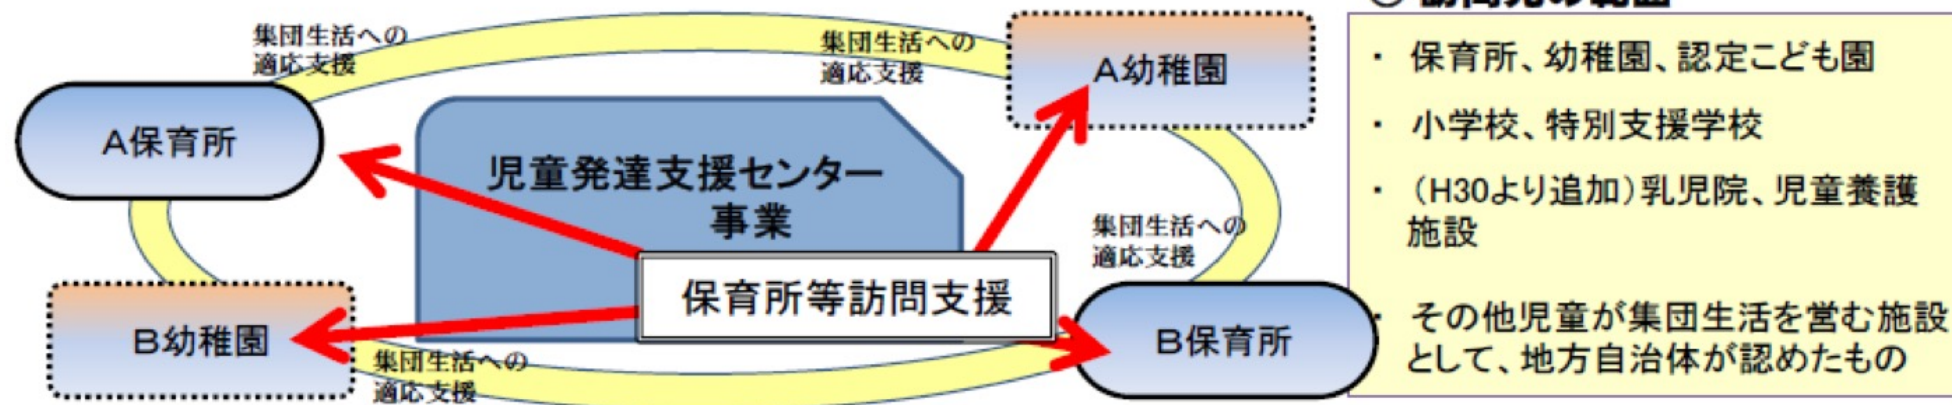 集団生活への
適応支援
集団生活への
適応支援
A幼稚園
A保育所
児童発達支援センター
事業
集団生活への
適応支援
保育所等訪問支援
B幼稚園
B保育所
集団生活への
適応支援
・ 保育所、幼稚園、認定こども園
・ 小学校、特別支援学校
・ (H30より追加)乳児院、児童養護
施設
・ その他児童が集団生活を営む施設
として、地方自治体が認めたもの